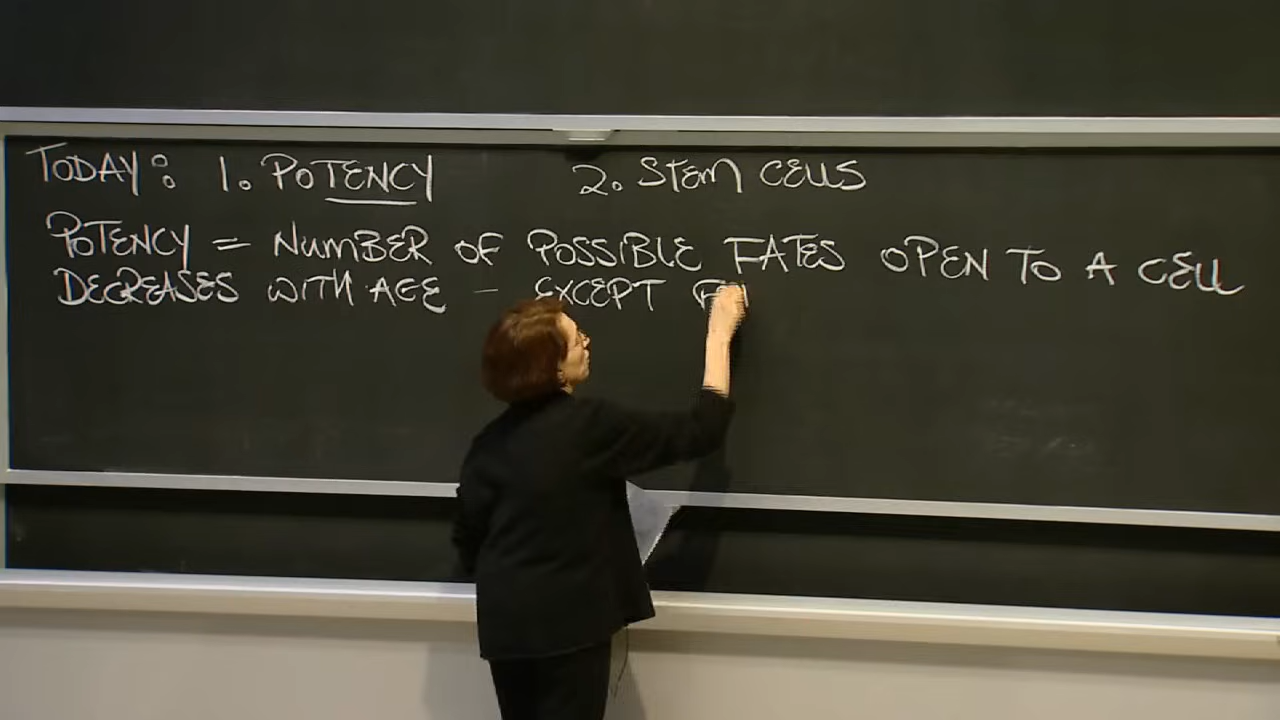 TODAY: 1. POTENCY 2. STEM CELLS
POTENCY = NUMBER OF POSSIBLE FATES OPEN TO A CELL
DECREASES WITH AGE - EXCEPT